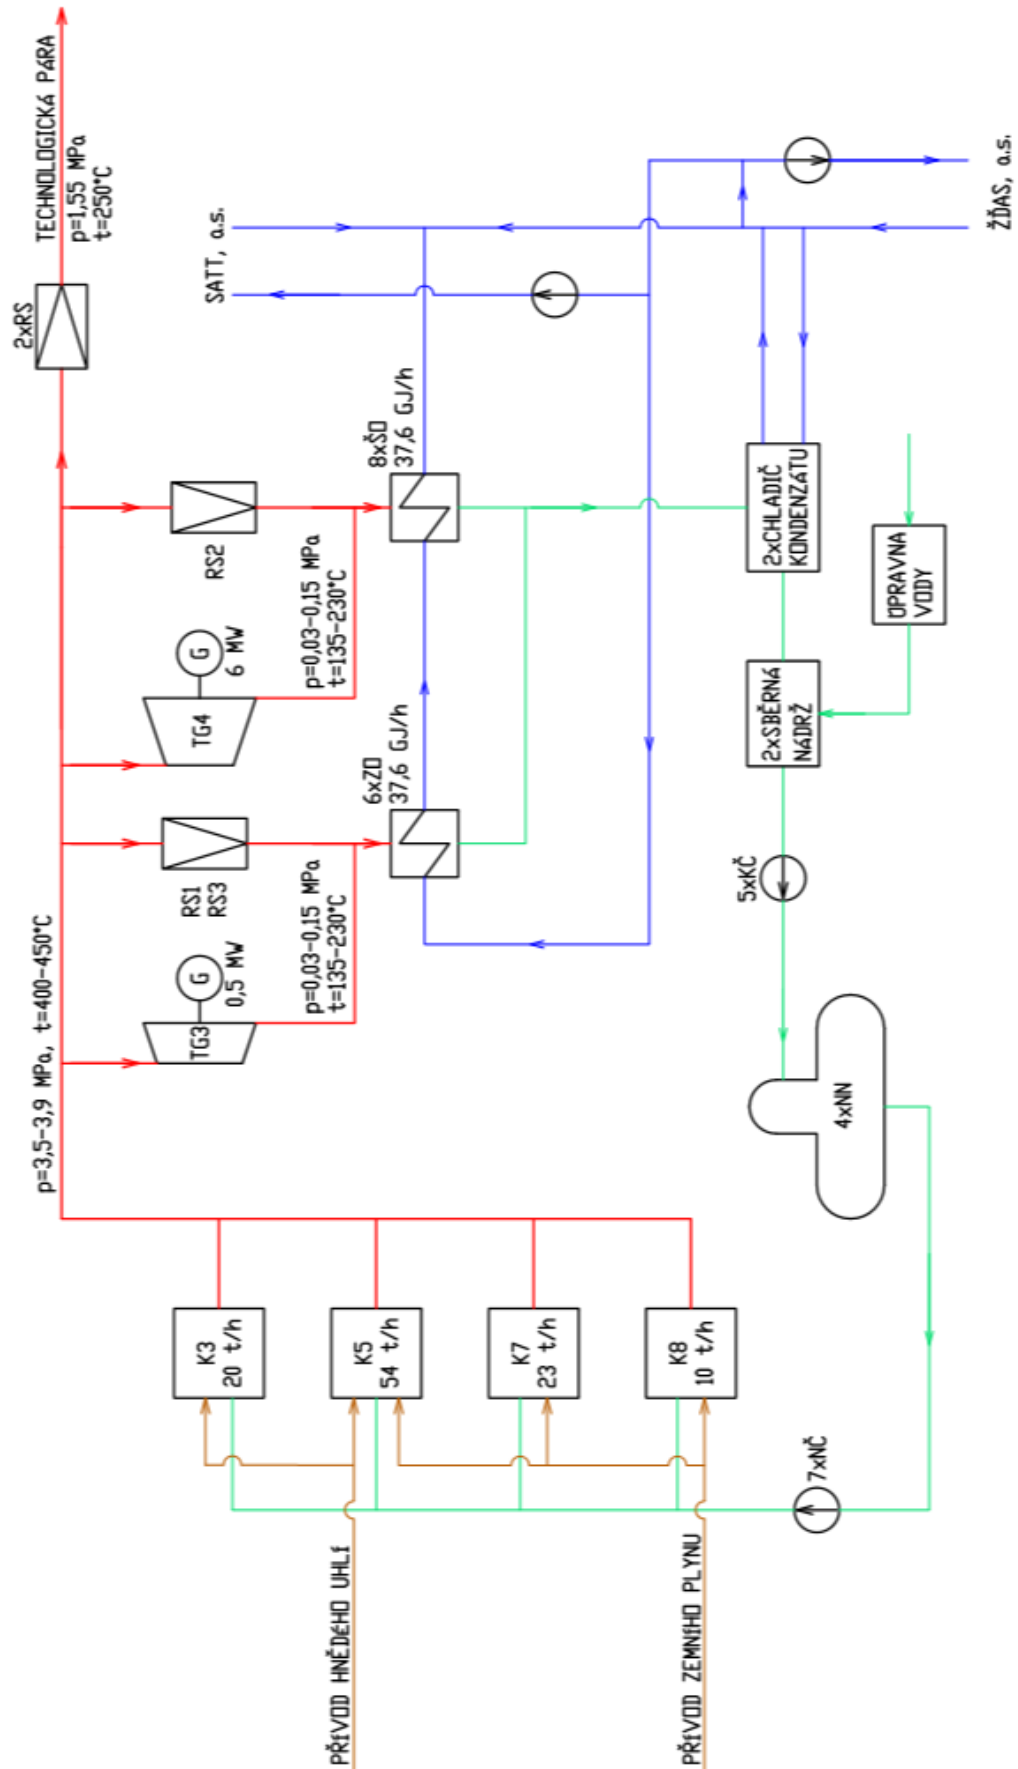 TECHNOLOGICKÁ PÁRA
p=1,55 MPa
t=250°C
2xRS
p=3,5-3,9 MPa, t=400-450°C
SATT, a.s.
ŽĎAS, a.s.
RS2
G
6 MW
TG4
p=0,03-0,15 MPa
t=135-230°C
8xŠO
37,6 GJ/h
RS1
RS3
G
0,5 MW
TG3
p=0,03-0,15 MPa
t=135-230°C
6xZO
37,6 GJ/h
2xCHLADIČ
KONDENZÁTU
ÚPRAVNA
VODY
2xSBĚRNÁ
NÁDRŽ
5xKČ
4xNN
K3
20 t/h
K5
54 t/h
K7
23 t/h
K8
10 t/h
7xNČ
PŘÍVOD HNĚDÉHO UHLÍ
PŘÍVOD ZEMNÍHO PLYNU